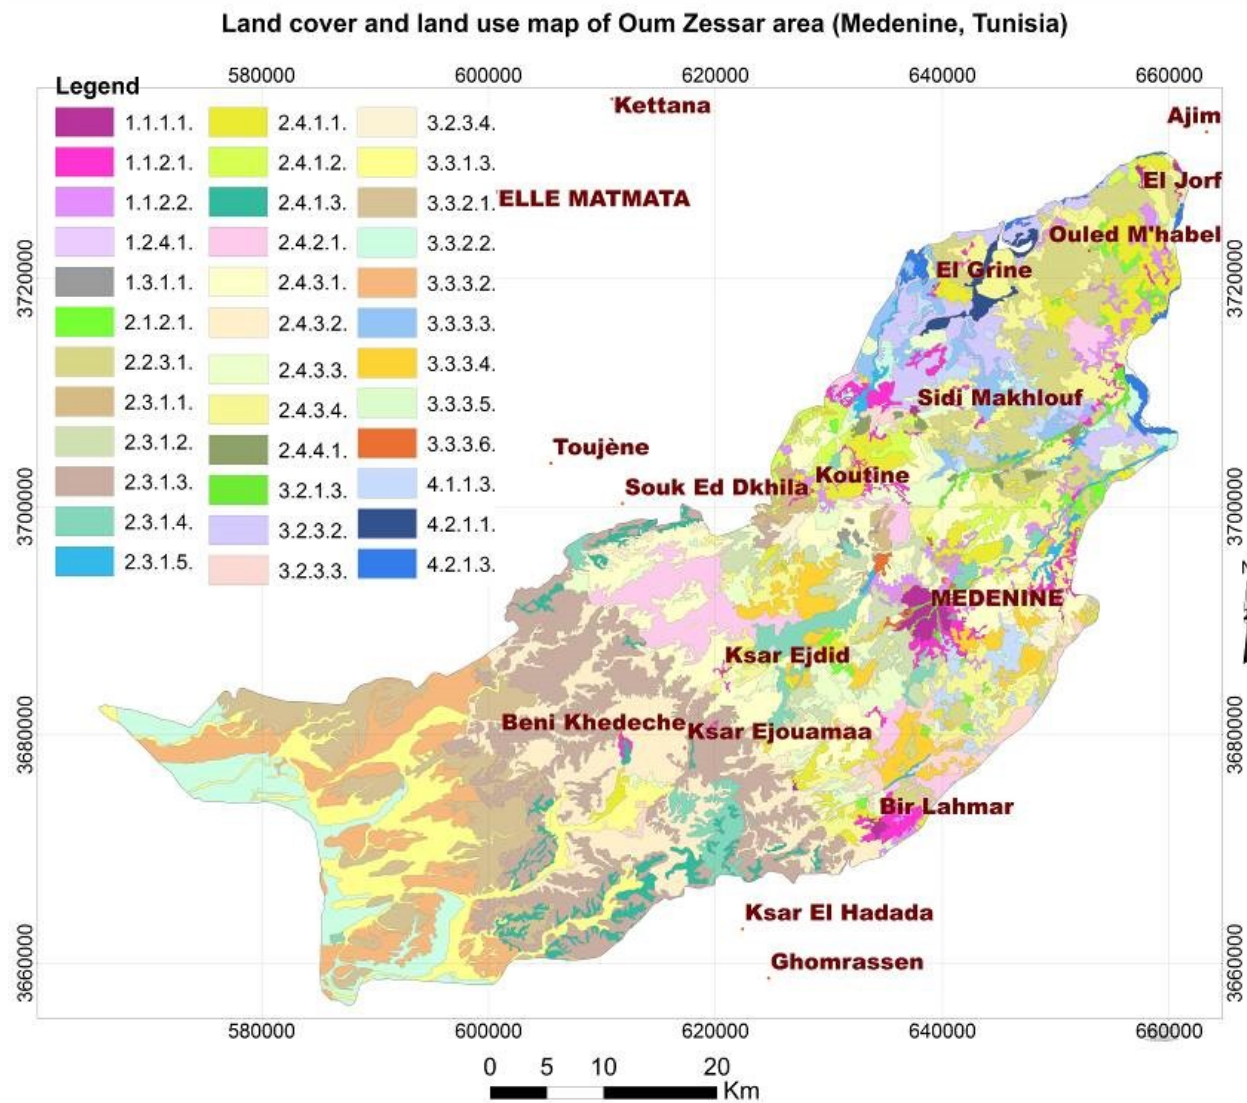 Land cover and land use map of Oum Zessar area (Medenine, Tunisia)
580000 600000 620000 640000 660000
Legend
1.1.1.1. 2.4.1.1. 3.2.3.4.
1.1.2.1. 2.4.1.2. 3.3.1.3.
1.1.2.2. 2.4.1.3. 3.3.2.1.
1.2.4.1. 2.4.2.1. 3.3.2.2.
1.3.1.1. 2.4.3.1. 3.3.3.2.
2.1.2.1. 2.4.3.2. 3.3.3.3.
2.2.3.1. 2.4.3.3. 3.3.3.4.
2.3.1.1. 2.4.3.4. 3.3.3.5.
2.3.1.2. 2.4.4.1. 3.3.3.6.
2.3.1.3. 3.2.1.3. 4.1.1.3.
2.3.1.4. 3.2.3.2. 4.2.1.1.
2.3.1.5. 3.2.3.3. 4.2.1.3.
Kettana
Ajim
El Jorf
ELLE MATMATA
Ouled M'habel
El Grine
3720000 3720000
Sidi Makhlouf
Toujène
Koutine
Souk Ed Dkhila
3700000 3700000
MEDENINE
Ksar Ejdid
Beni Khedeche
Ksar Ejouamaa
3680000 3680000
Bir Lahmar
Ksar El Hadada
Ghomrassen
3660000 3660000
580000 600000 620000 640000 660000
0 5 10 20
Km